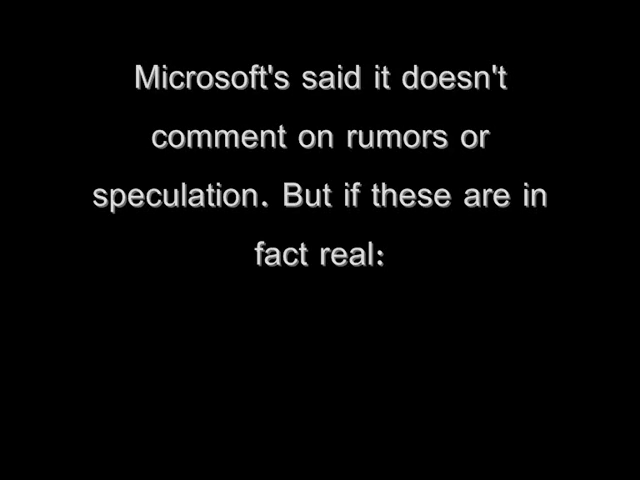 Microsoft's said it doesn't
comment on rumors or
speculation. But if these are in
fact real: